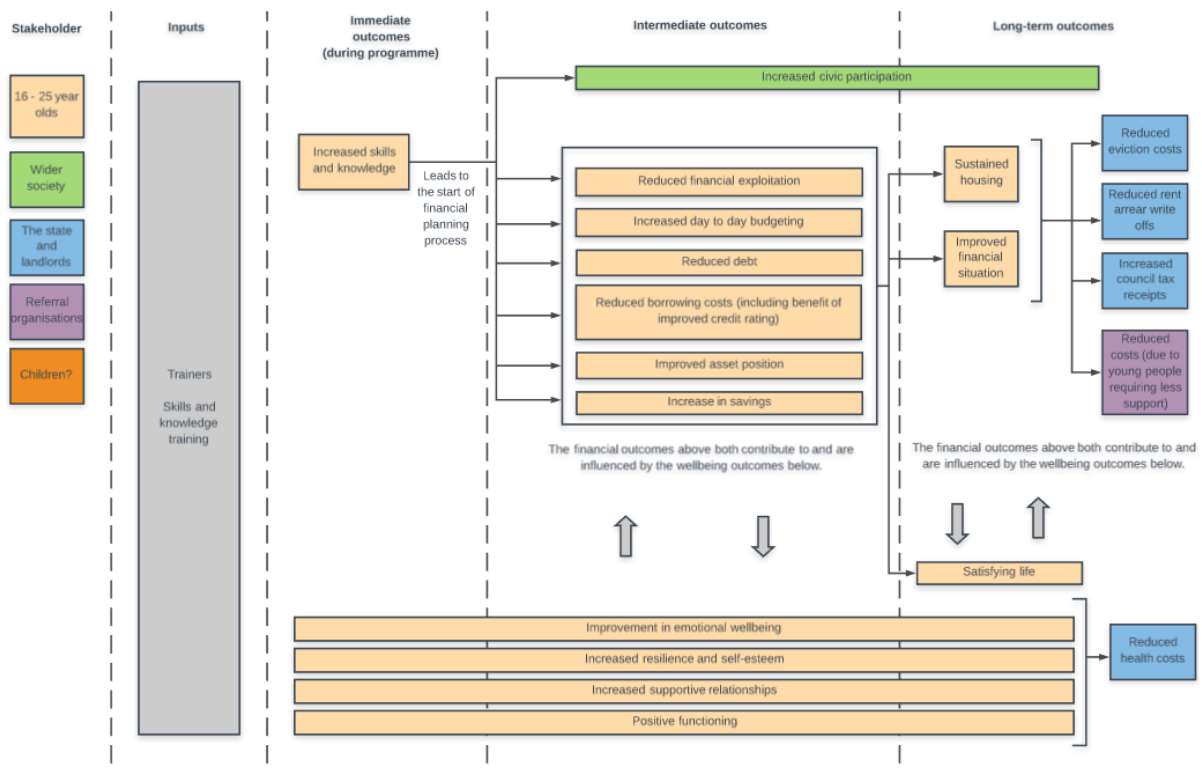 Stakeholder
Inputs
Immediate
outcomes
(during programme)
Intermediate outcomes
Long-term outcomes
16 - 25 year
olds
Wider
society
The state
and
landlords
Referral
organisations
Children?
Trainers
Skills and
knowledge
training
Increased skills
and knowledge
Leads to
the start of
financial
planning
process
Increased civic participation
Reduced financial exploitation
Increased day to day budgeting
Reduced debt
Reduced borrowing costs (including benefit of
improved credit rating)
Improved asset position
Increase in savings
The financial outcomes above both contribute to and are
influenced by the wellbeing outcomes below.
Sustained
housing
Improved
financial
situation
Reduced
eviction costs
Reduced rent
arrear write
offs
Increased
council tax
receipts
Reduced
costs (due to
young people
requiring less
support)
The financial outcomes above both contribute to and
are influenced by the wellbeing outcomes below.
Satisfying life
Improvement in emotional wellbeing
Increased resilience and self-esteem
Increased supportive relationships
Positive functioning
Reduced
health costs